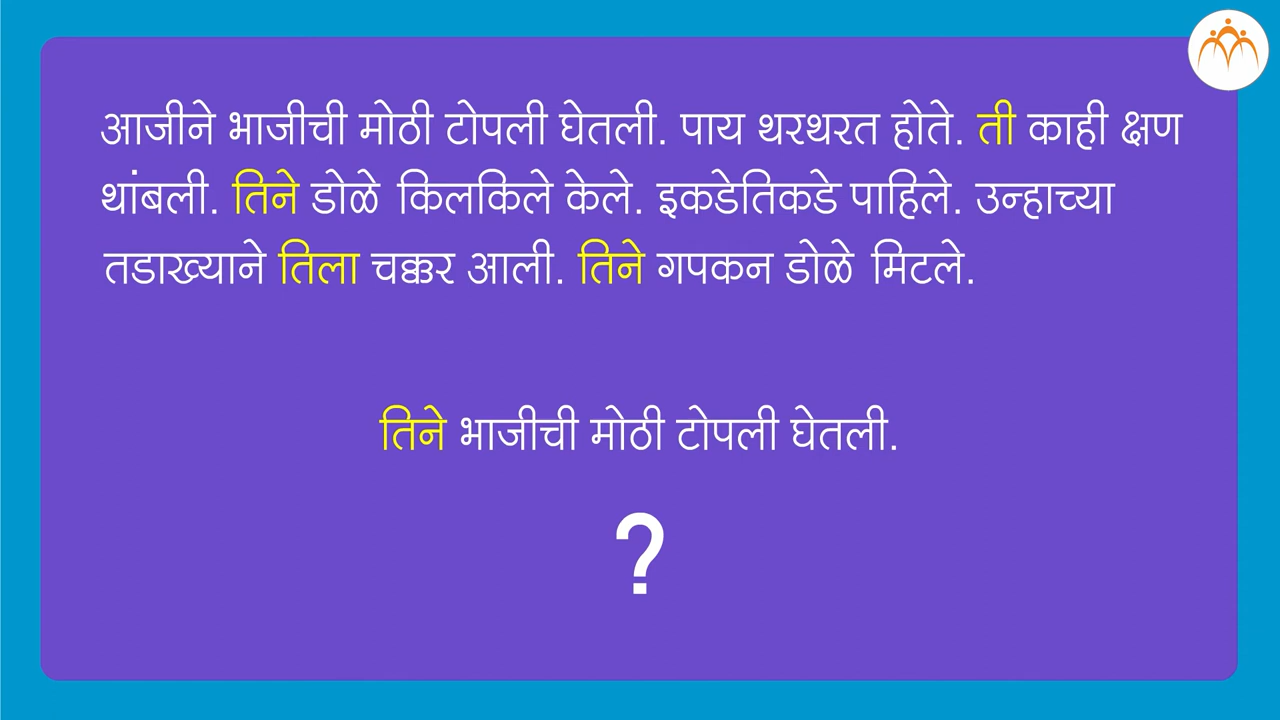 आजीने भाजीची मोठी टोपली घेतली. पाय थरथरत होते. ती काही क्षण
थांबली. तिने डोळे किलकिले केले. इकडेतिकडे पाहिले. उन्हाच्या
तडाख्याने तिला चक्कर आली. तिने गपकन डोळे मिटले.
तिने भाजीची मोठी टोपली घेतली.
?